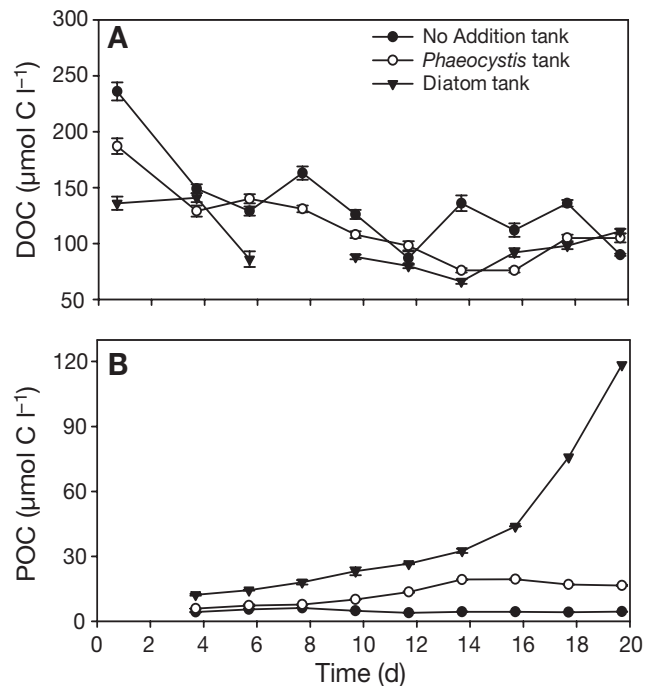 A
No Addition tank
Phaeocystis tank
Diatom tank
DOC (µmol C l⁻¹)
300
250
200
150
100
50
B
POC (µmol C l⁻¹)
120
90
60
30
0
0 2 4 6 8 10 12 14 16 18 20
Time (d)